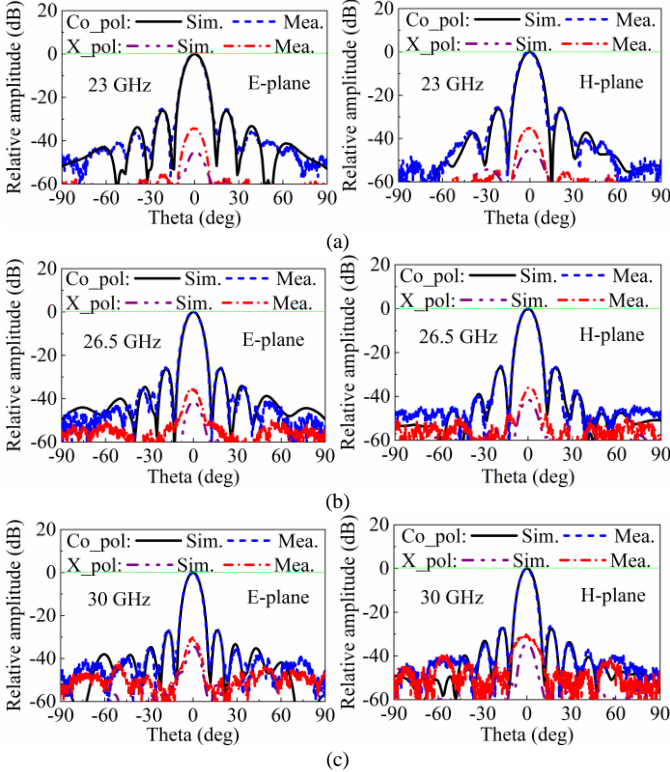 Co_pol: Sim. Mea.
X_pol: Sim. Mea.
23 GHz E-plane
Relative amplitude (dB)
20
0
-20
-40
-60
-90 -60 -30 0 30 60 90
Theta (deg)
Co_pol: Sim. Mea.
X_pol: Sim. Mea.
23 GHz H-plane
Relative amplitude (dB)
20
0
-20
-40
-60
-90 -60 -30 0 30 60 90
Theta (deg)
(a)
Co_pol: Sim. Mea.
X_pol: Sim. Mea.
26.5 GHz E-plane
Relative amplitude (dB)
20
0
-20
-40
-60
-90 -60 -30 0 30 60 90
Theta (deg)
Co_pol: Sim. Mea.
X_pol: Sim. Mea.
26.5 GHz H-plane
Relative amplitude (dB)
20
0
-20
-40
-60
-90 -60 -30 0 30 60 90
Theta (deg)
(b)
Co_pol: Sim. Mea.
X_pol: Sim. Mea.
30 GHz E-plane
Relative amplitude (dB)
20
0
-20
-40
-60
-90 -60 -30 0 30 60 90
Theta (deg)
Co_pol: Sim. Mea.
X_pol: Sim. Mea.
30 GHz H-plane
Relative amplitude (dB)
20
0
-20
-40
-60
-90 -60 -30 0 30 60 90
Theta (deg)
(c)